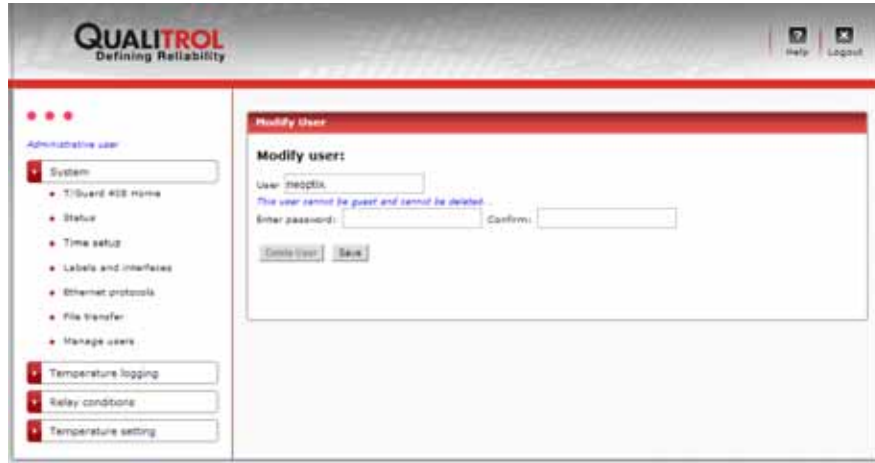 QUALITROL
Defining Reliability
Help
Logout
Administrative user
System
T/Guard 408 Home
Status
Time setup
Labels and interfaces
Ethernet protocols
File transfer
Manage users
Temperature logging
Relay conditions
Temperature setting
Modify User
Modify user:
User neoptix
This user cannot be guest and cannot be deleted...
Enter password: Confirm:
Delete User Save